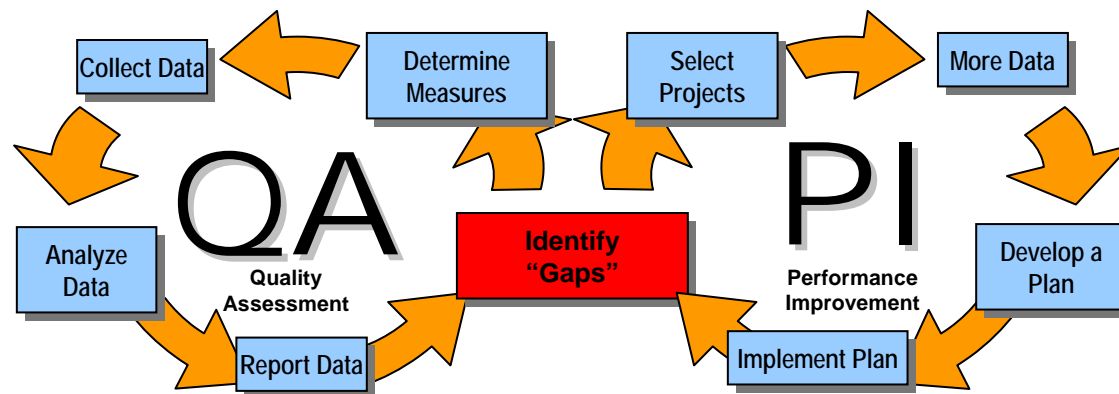 Collect Data
Determine
Measures
Select
Projects
More Data
QA
Quality
Assessment
PI
Performance
Improvement
Identify
“Gaps”
Analyze
Data
Develop a
Plan
Report Data
Implement Plan